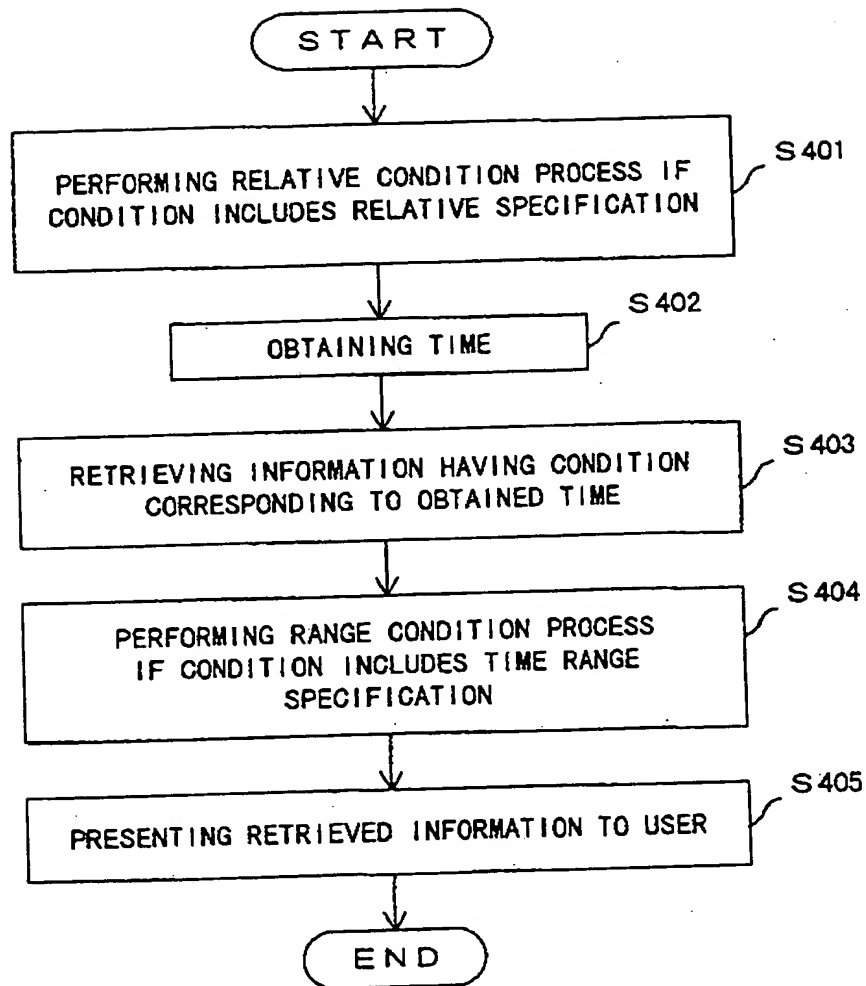 START
S401
PERFORMING RELATIVE CONDITION PROCESS IF
CONDITION INCLUDES RELATIVE SPECIFICATION
S402
OBTAINING TIME
S403
RETRIEVING INFORMATION HAVING CONDITION
CORRESPONDING TO OBTAINED TIME
S404
PERFORMING RANGE CONDITION PROCESS
IF CONDITION INCLUDES TIME RANGE
SPECIFICATION
S405
PRESENTING RETRIEVED INFORMATION TO USER
END